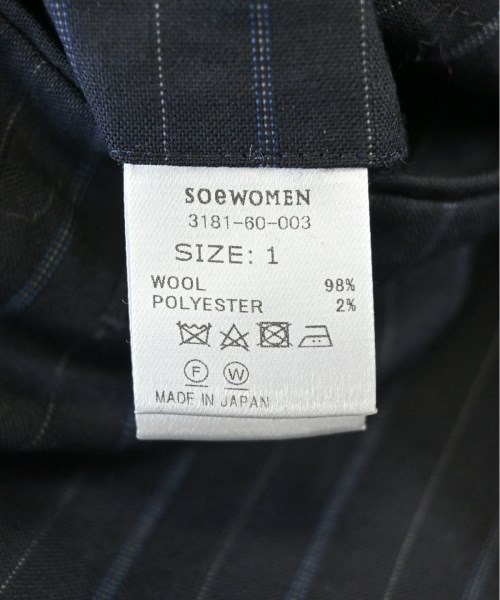 soeWOMEN
3181-60-003
SIZE: 1
WOOL 98%
POLYESTER 2%
F W
MADE IN JAPAN